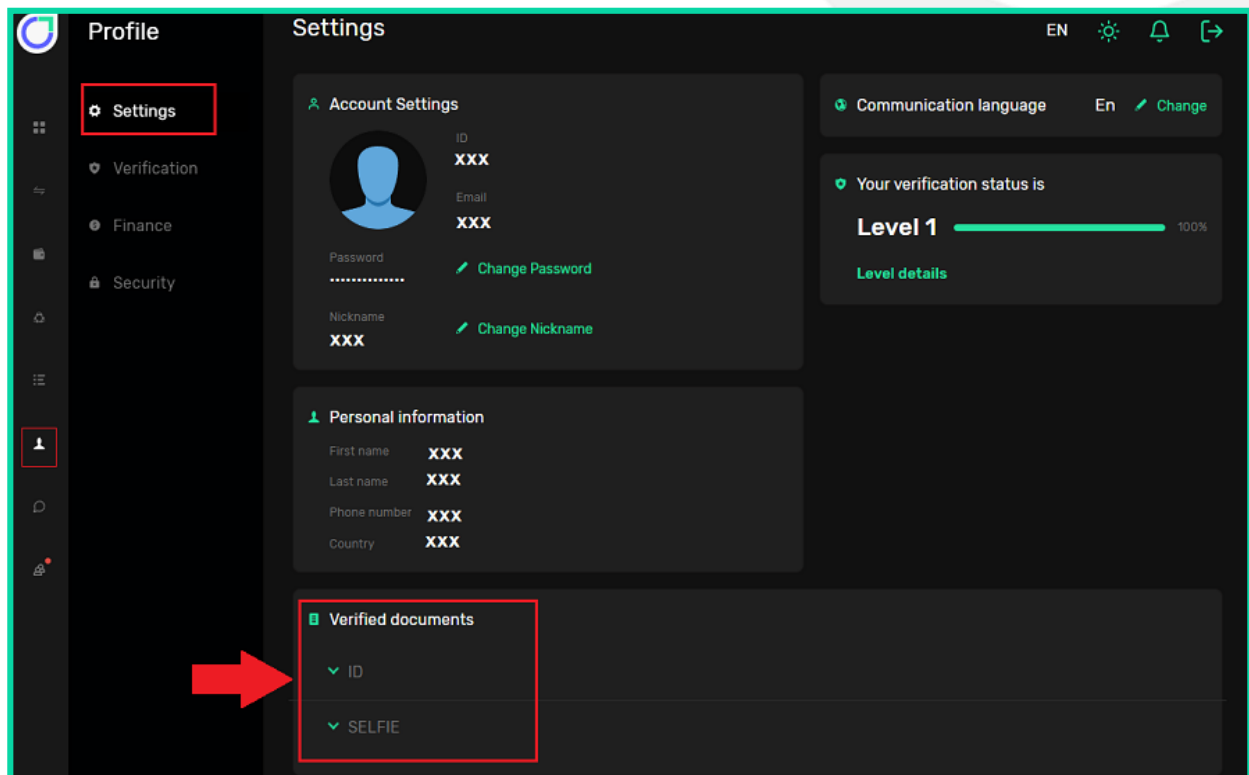 Profile
Settings
Verification
Finance
Security
Settings
EN
Account Settings
ID
XXX
Email
XXX
Password
..............
Change Password
Nickname
XXX
Change Nickname
Communication language En Change
Your verification status is
Level 1 100%
Level details
Personal information
First name XXX
Last name XXX
Phone number XXX
Country XXX
Verified documents
ID
SELFIE